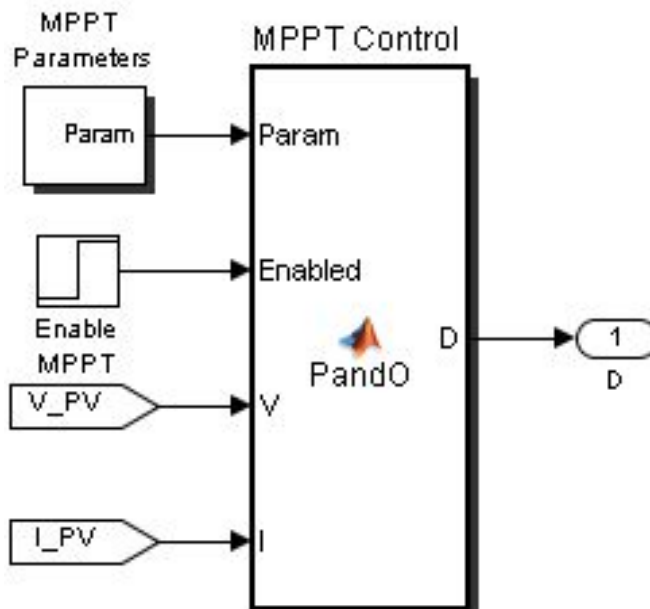 MPPT
Parameters
MPPT Control
Param
Param
Enabled
Enable
MPPT
PandO
D
1
D
V_PV
V
I_PV
I